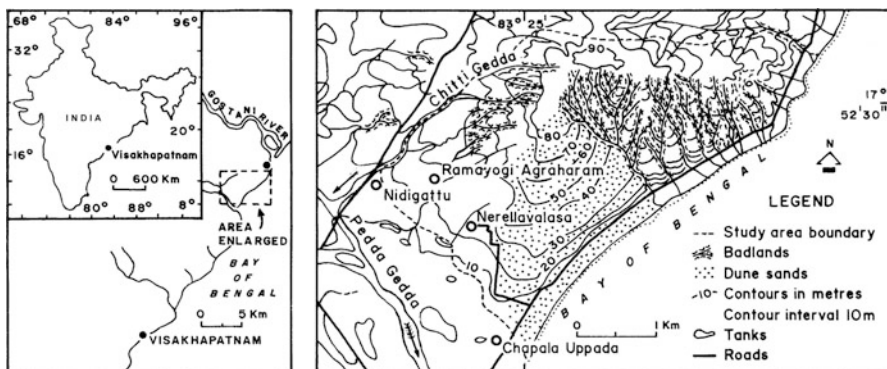 68°
84°
96°
32°
INDIA
20°
16°
Visakhapatnam
0 600 Km
80°
88°
8°
GOSTANI RIVER
AREA
ENLARGED
BAY
OF
BENGAL
0 5 Km
VISAKHAPATNAM
83° 25'
90
Chitti Gedda
17°
52' 30"
80
70
60
50
40
30
20
10
Ramayogi Agraharam
Nidigattu
Nerellavalasa
Pedda Gedda
Chapala Uppada
BAY OF BENGAL
0 1 Km
N
LEGEND
Study area boundary
Badlands
Dune sands
10 Contours in metres
Contour interval 10m
Tanks
Roads